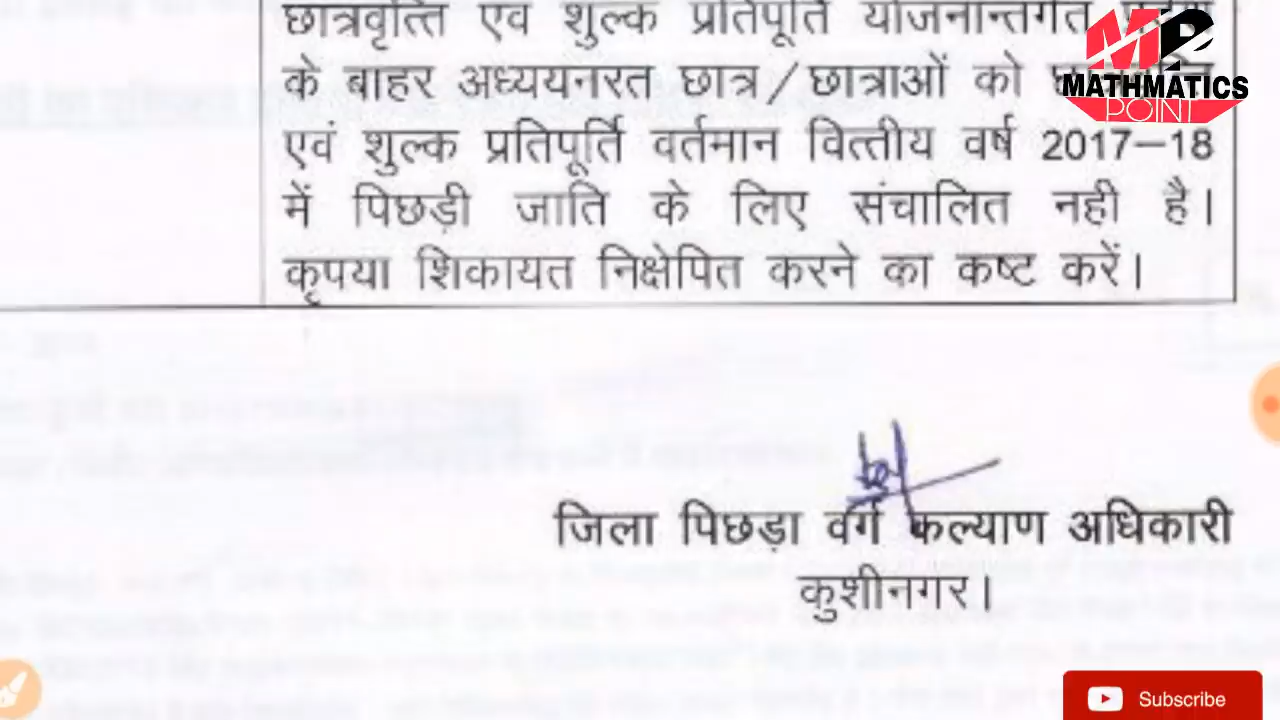 छात्रवृत्ति एवं शुल्क प्रतिपूर्ति योजनान्तर्गत
के बाहर अध्ययनरत छात्र/छात्राओं को
एवं शुल्क प्रतिपूर्ति वर्तमान वित्तीय वर्ष 2017–18
में पिछड़ी जाति के लिए संचालित नही है।
कृपया शिकायत निक्षेपित करने का कष्ट करें।
जिला पिछड़ा वर्ग कल्याण अधिकारी
कुशीनगर।
MP
MATHMATICS
POINT
Subscribe